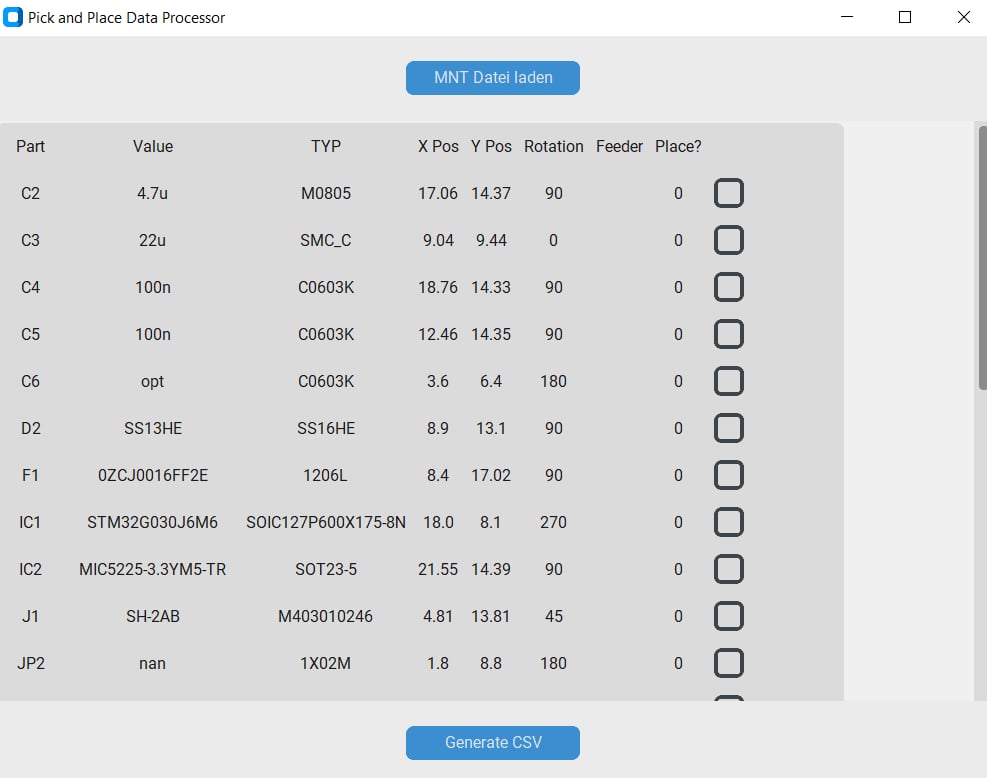 Pick and Place Data Processor
MNT Datei laden
Part Value TYP X Pos Y Pos Rotation Feeder Place?
C2 4.7u M0805 17.06 14.37 90 0
C3 22u SMC_C 9.04 9.44 0 0
C4 100n C0603K 18.76 14.33 90 0
C5 100n C0603K 12.46 14.35 90 0
C6 opt C0603K 3.6 6.4 180 0
D2 SS13HE SS16HE 8.9 13.1 90 0
F1 0ZCJ0016FF2E 1206L 8.4 17.02 90 0
IC1 STM32G030J6M6 SOIC127P600X175-8N 18.0 8.1 270 0
IC2 MIC5225-3.3YM5-TR SOT23-5 21.55 14.39 90 0
J1 SH-2AB M403010246 4.81 13.81 45 0
JP2 nan 1X02M 1.8 8.8 180 0
Generate CSV